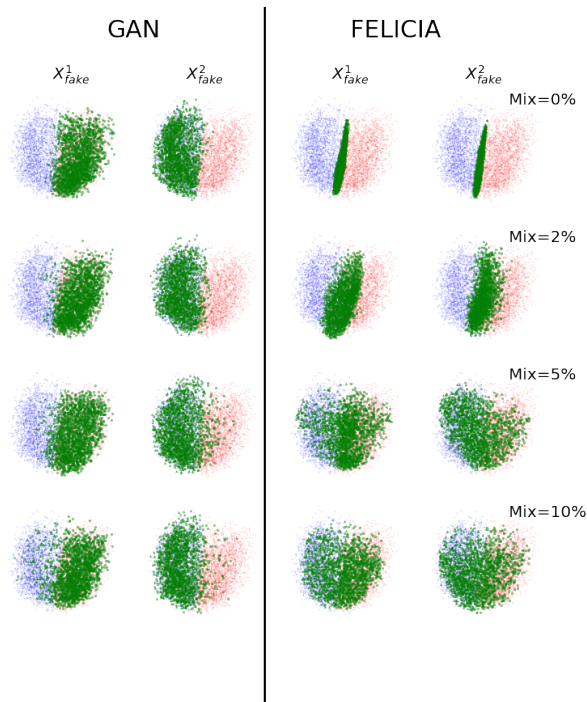 GAN
FELICIA
X^1_fake
X^2_fake
X^1_fake
X^2_fake
Mix=0%
Mix=2%
Mix=5%
Mix=10%